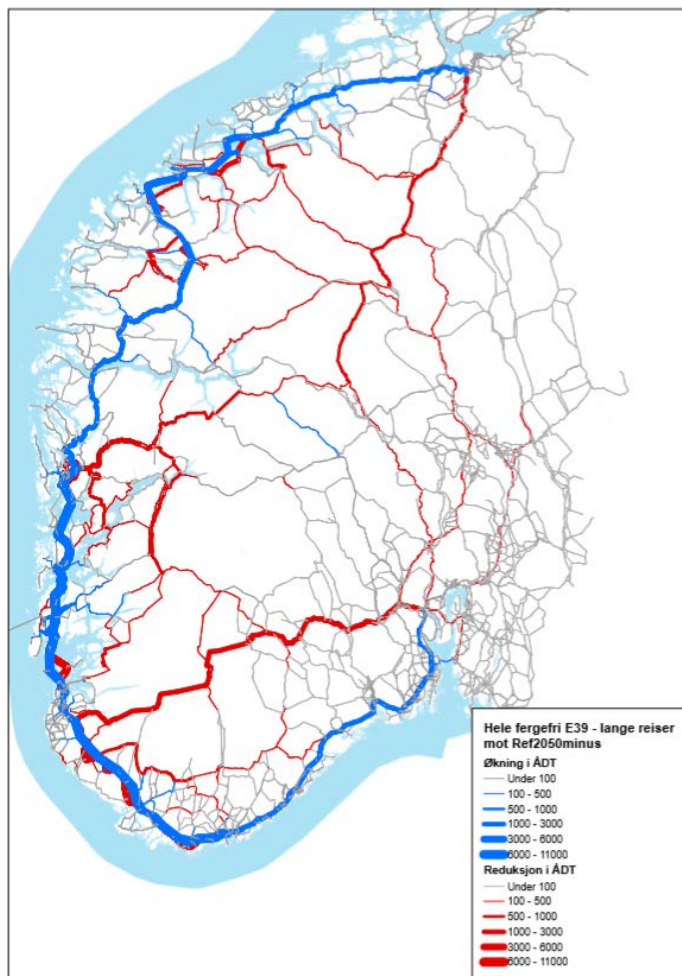 Hele fergefri E39 - lange reiser
mot Ref2050minus
Økning i ÅDT
Under 100
100 - 500
500 - 1000
1000 - 3000
3000 - 6000
6000 - 11000
Reduksjon i ÅDT
Under 100
100 - 500
500 - 1000
1000 - 3000
3000 - 6000
6000 - 11000